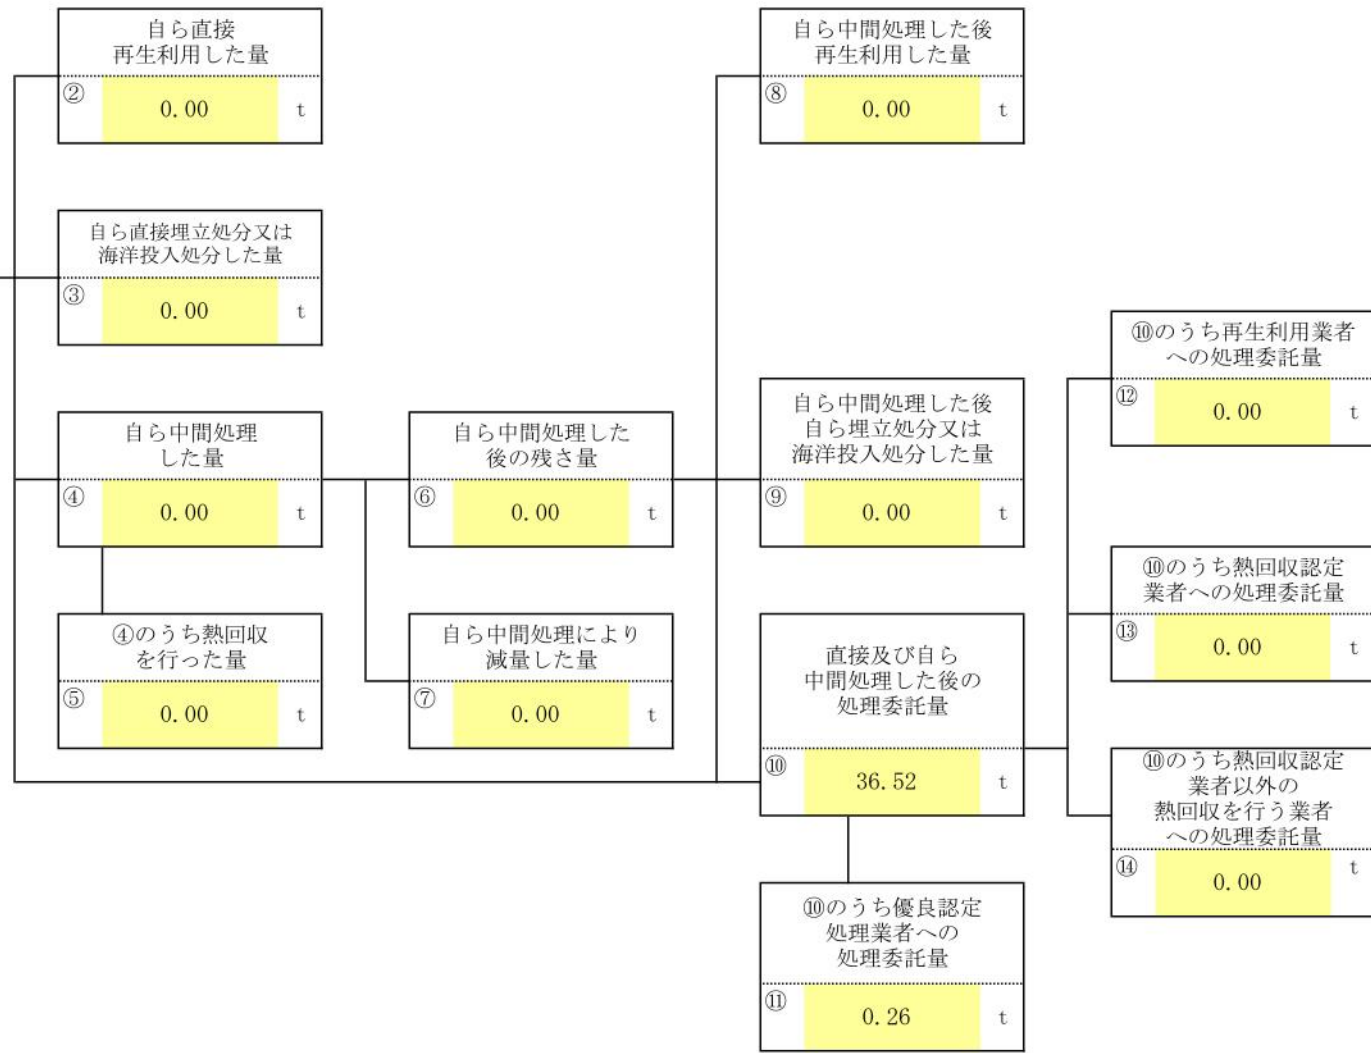 自ら直接
再生利用した量
② 0.00 t
自ら中間処理した後
再生利用した量
⑧ 0.00 t
自ら直接埋立処分又は
海洋投入処分した量
③ 0.00 t
⑩のうち再生利用業者
への処理委託量
⑫ 0.00 t
自ら中間処理
した量
④ 0.00 t
自ら中間処理した
後の残さ量
⑥ 0.00 t
自ら中間処理した後
自ら埋立処分又は
海洋投入処分した量
⑨ 0.00 t
⑩のうち熱回収認定
業者への処理委託量
⑬ 0.00 t
④のうち熱回収
を行った量
⑤ 0.00 t
自ら中間処理により
減量した量
⑦ 0.00 t
直接及び自ら
中間処理した後の
処理委託量
⑩ 36.52 t
⑩のうち熱回収認定
業者以外の
熱回収を行う業者
への処理委託量
⑭ 0.00 t
⑩のうち優良認定
処理業者への
処理委託量
⑪ 0.26 t